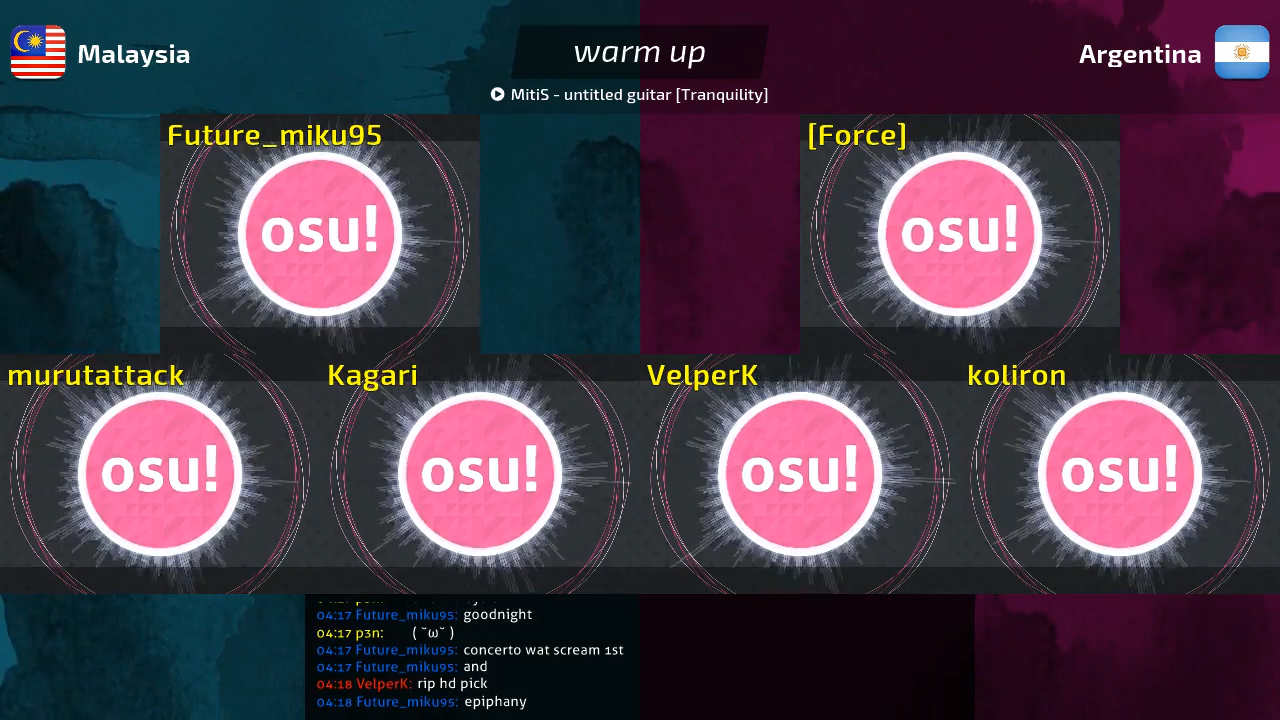 Malaysia
warm up
Argentina
MitiS - untitled guitar [Tranquility]
Future_miku95
[Force]
osu!
osu!
murutattack
Kagari
VelperK
koliron
osu!
osu!
osu!
osu!
04:17 Future_miku95: goodnight
04:17 p3n: ( ˘ω˘ )
04:17 Future_miku95: concerto wat scream 1st
04:17 Future_miku95: and
04:18 VelperK: rip hd pick
04:18 Future_miku95: epiphany